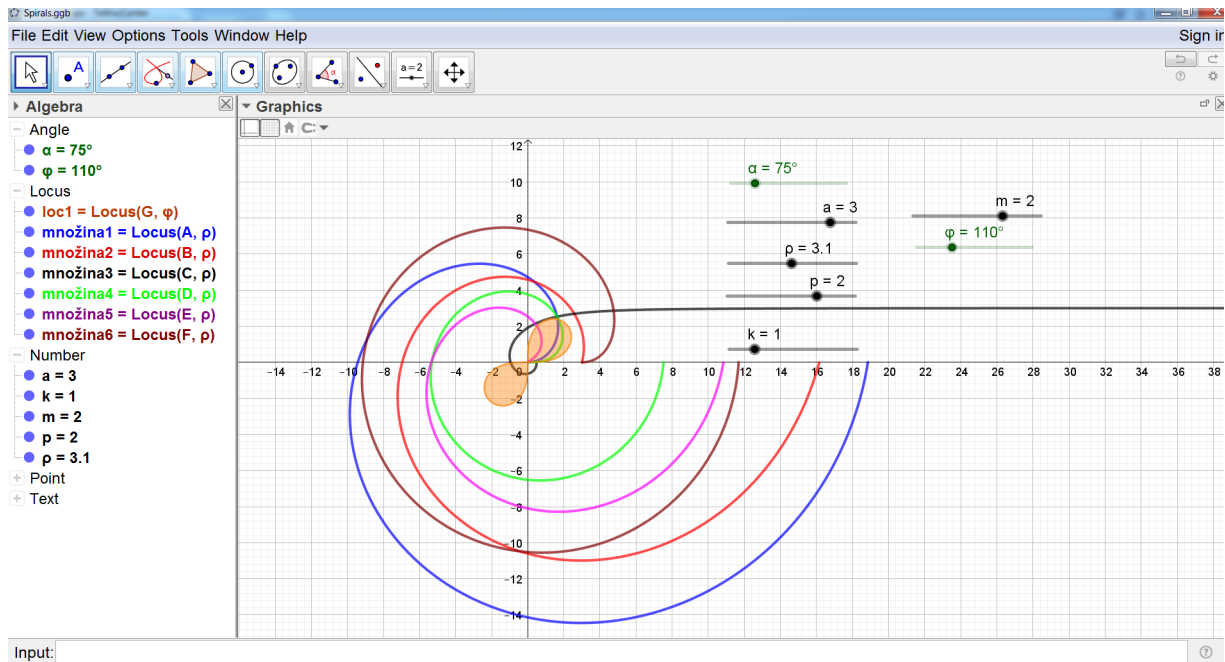 Spirals.ggb
File Edit View Options Tools Window Help
Sign in
A
α
a = 2
Algebra
Graphics
Angle
α = 75°
φ = 110°
Locus
loc1 = Locus(G, φ)
množina1 = Locus(A, ρ)
množina2 = Locus(B, ρ)
množina3 = Locus(C, ρ)
množina4 = Locus(D, ρ)
množina5 = Locus(E, ρ)
množina6 = Locus(F, ρ)
Number
a = 3
k = 1
m = 2
p = 2
ρ = 3.1
Point
Text
α = 75°
a = 3
m = 2
φ = 110°
ρ = 3.1
p = 2
k = 1
12
10
8
6
4
2
−14 −12 −10 −8 −6 −4 −2 0 2 4 6 8 10 12 14 16 18 20 22 24 26 28 30 32 34 36 38
−2
−4
−6
−8
−10
−12
−14
Input: